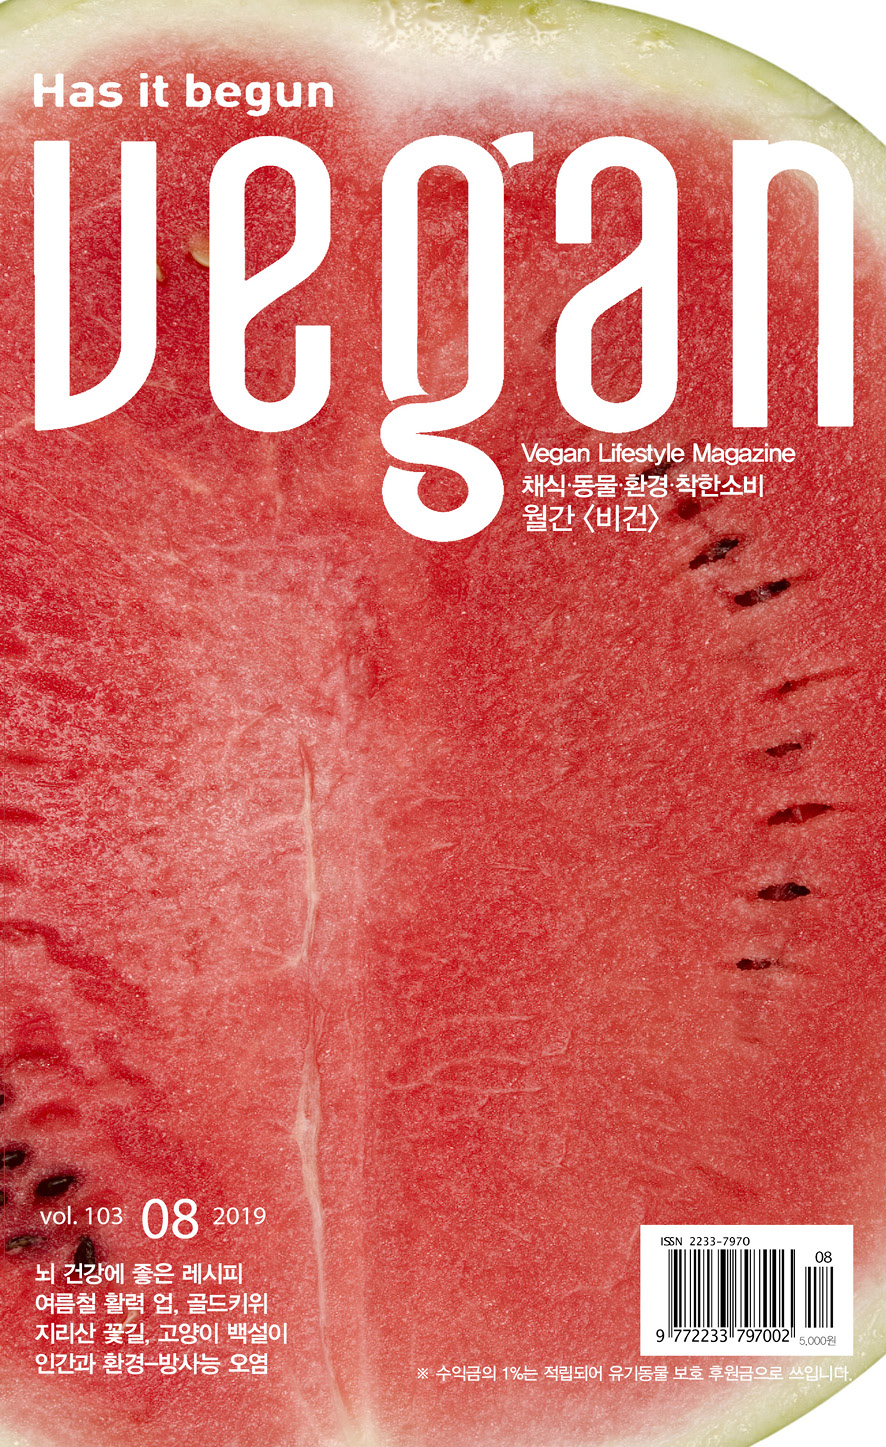 Has it begun
vegan
Vegan Lifestyle Magazine
채식·동물·환경·착한소비
월간 〈비건〉
vol. 103 08 2019
뇌 건강에 좋은 레시피
여름철 활력 업, 골드키위
지리산 꽃길, 고양이 백설이
인간과 환경-방사능 오염
ISSN 2233-7970
08
9 772233 797002
5,000원
※ 수익금의 1%는 적립되어 유기동물 보호 후원금으로 쓰입니다.